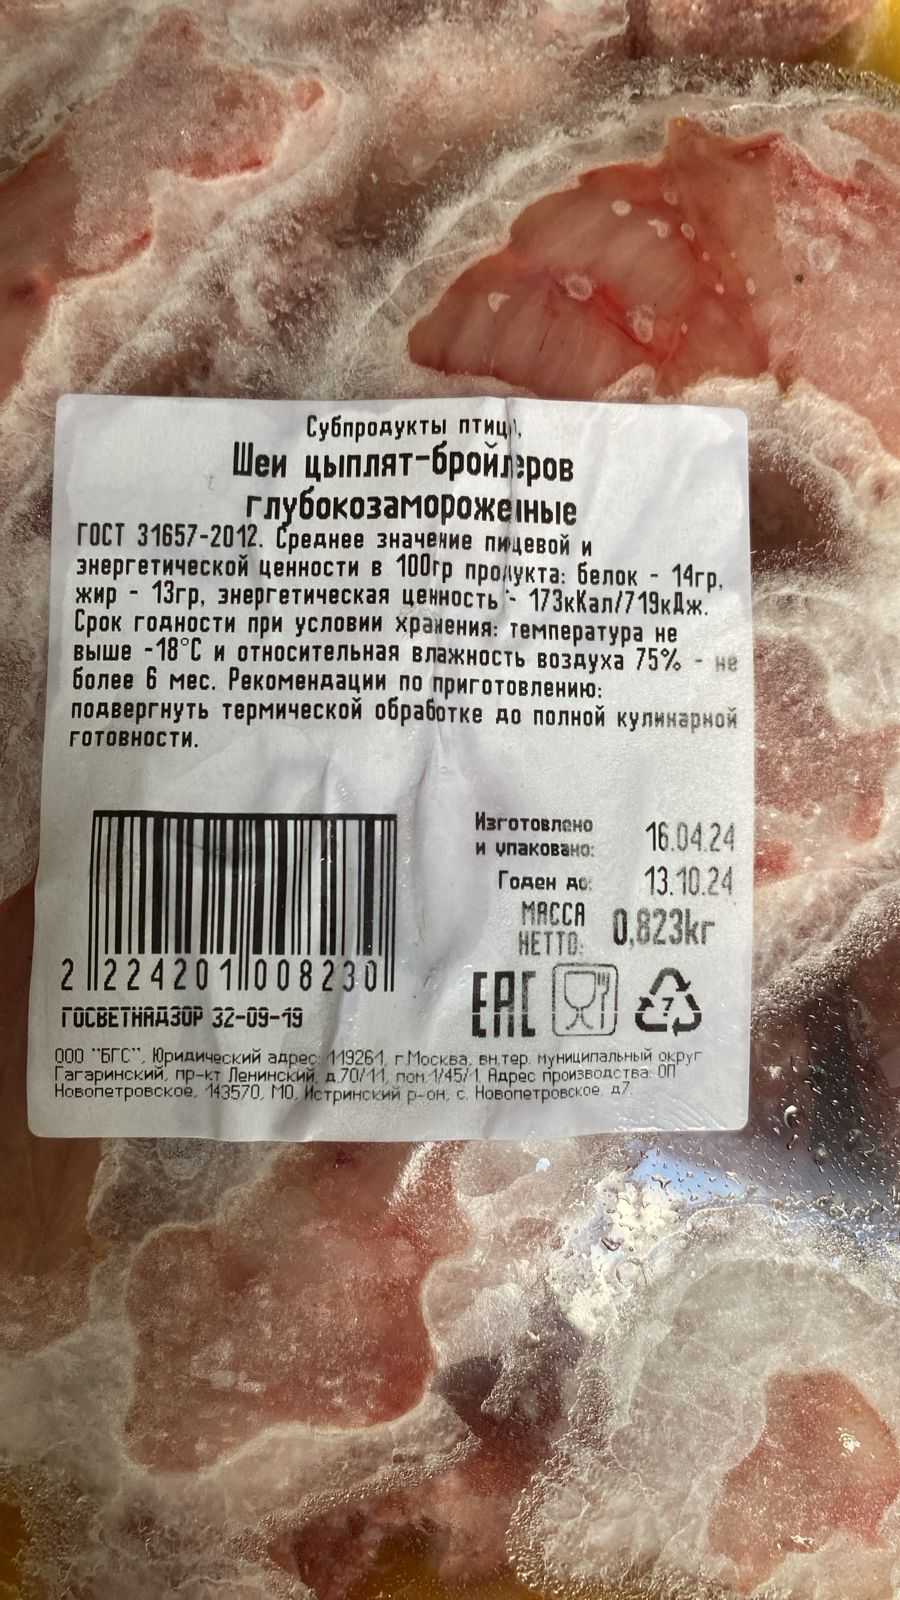 Субпродукты птицы,
Шеи цыплят-бройлеров
глубокозамороженные
ГОСТ 31657-2012. Среднее значение пищевой и
энергетической ценности в 100гр продукта: белок - 14гр,
жир - 13гр, энергетическая ценность - 173кКал/719кДж.
Срок годности при условии хранения: температура не
выше -18°C и относительная влажность воздуха 75% - не
более 6 мес. Рекомендации по приготовлению:
подвергнуть термической обработке до полной кулинарной
готовности.
Изготовлено
и упаковано: 16.04.24
Годен до: 13.10.24
МАССА
НЕТТО: 0,823кг
2 224201 008230
EAC
7
ГОСВЕТНАДЗОР 32-09-19
ООО "БГС", Юридический адрес: 119261, г.Москва, вн.тер. муниципальный округ
Гагаринский, пр-кт Ленинский, д.70/11, пом.1/45/1. Адрес производства: ОП
Новопетровское, 143570, МО, Истринский р-он, с. Новопетровское, д7.